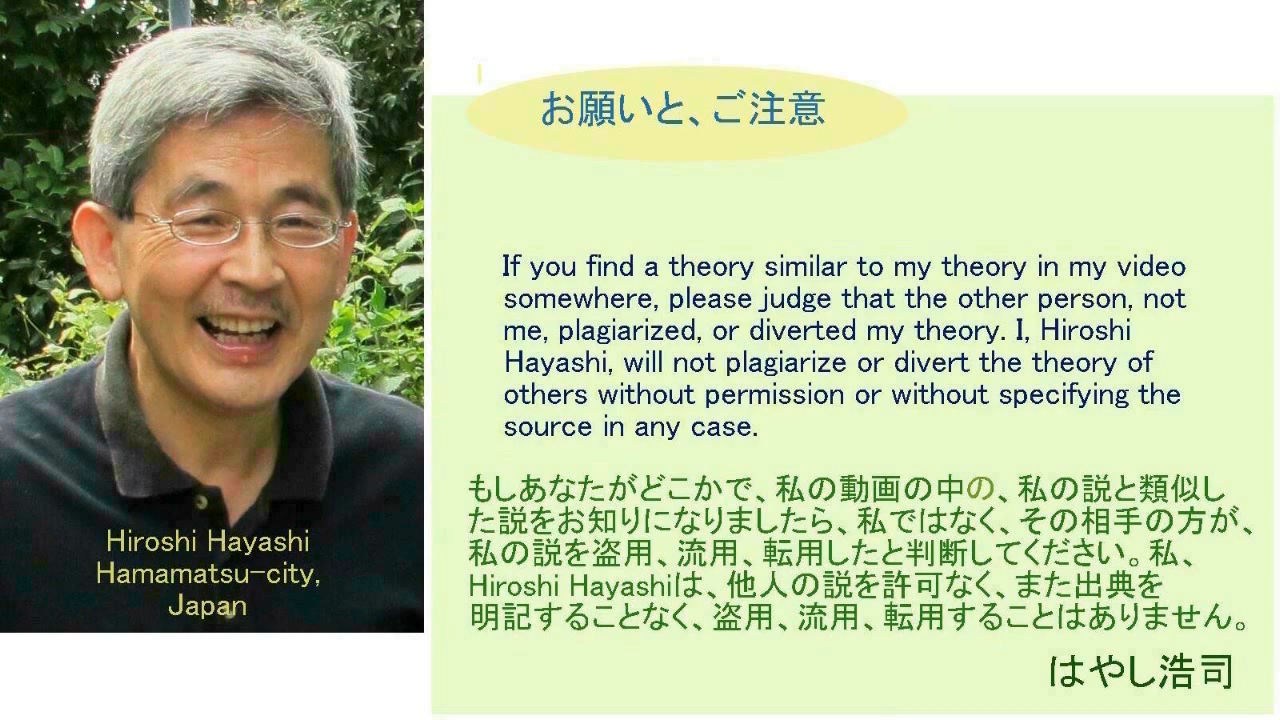 お願いと、ご注意
If you find a theory similar to my theory in my video
somewhere, please judge that the other person, not
me, plagiarized, or diverted my theory. I, Hiroshi
Hayashi, will not plagiarize or divert the theory of
others without permission or without specifying the
source in any case.
もしあなたがどこかで、私の動画の中の、私の説と類似し
た説をお知りになりましたら、私ではなく、その相手の方が、
私の説を盗用、流用、転用したと判断してください。私、
Hiroshi Hayashiは、他人の説を許可なく、また出典を
明記することなく、盗用、流用、転用することはありません。
はやし浩司
Hiroshi Hayashi
Hamamatsu-city,
Japan